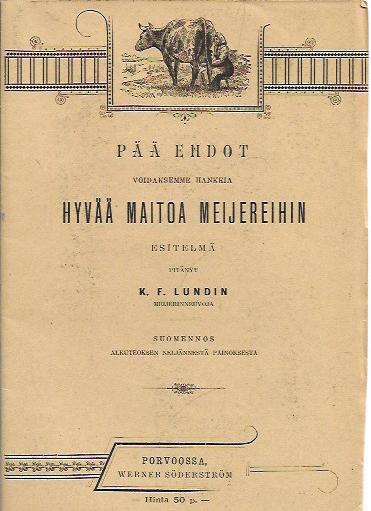 PÄÄ EHDOT
VOIDAKSEMME HANKKIA
HYVÄÄ MAITOA MEIJEREIHIN
ESITELMÄ
PITÄNYT
K. F. LUNDIN
MEIJERINNEUVOJA
SUOMENNOS
ALKUTEOKSEN NELJÄNNESTÄ PAINOKSESTA
PORVOOSSA,
WERNER SÖDERSTRÖM
Hinta 50 p. —